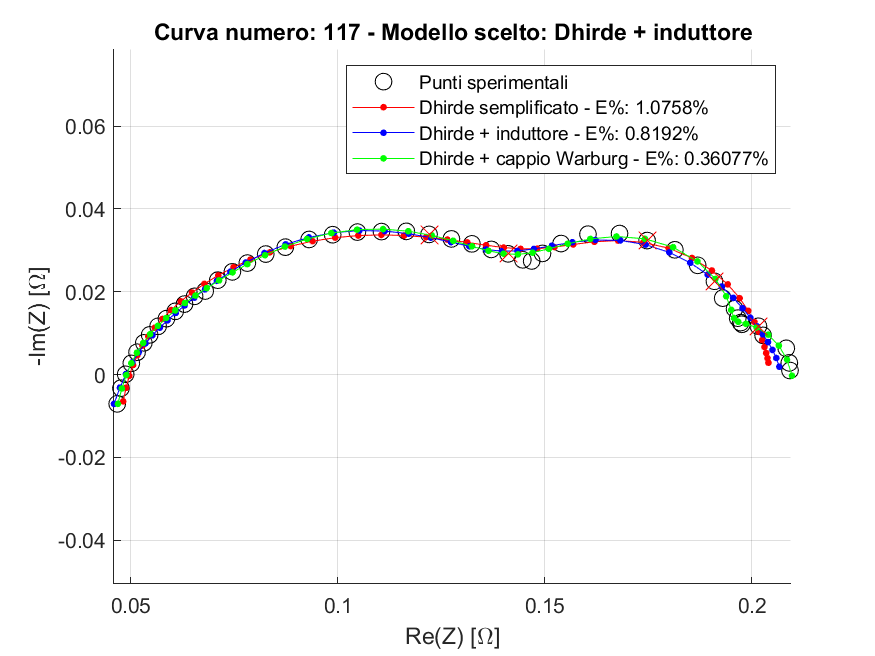 Curva numero: 117 - Modello scelto: Dhirde + induttore
Punti sperimentali
Dhirde semplificato - E%: 1.0758%
Dhirde + induttore - E%: 0.8192%
Dhirde + cappio Warburg - E%: 0.36077%
-Im(Z) [Ω]
0.06
0.04
0.02
0
-0.02
-0.04
0.05
0.1
0.15
0.2
Re(Z) [Ω]